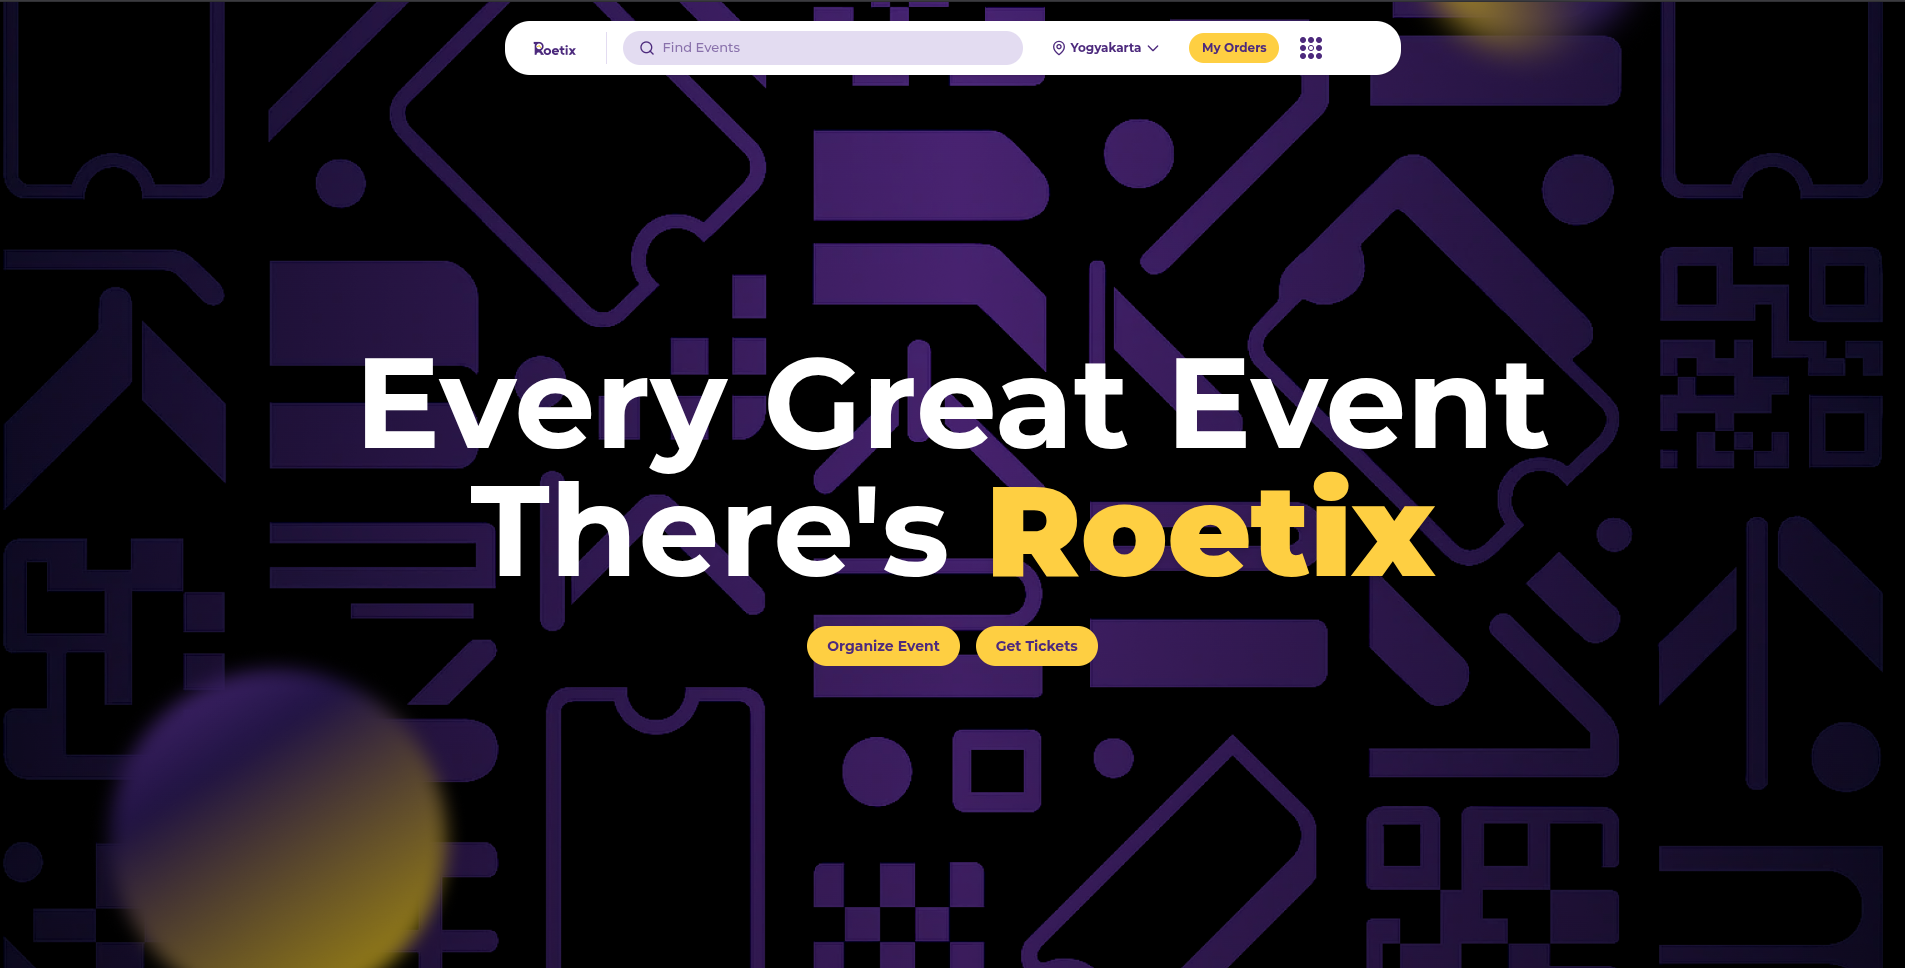 Roetix
Find Events
Yogyakarta
My Orders
Every Great Event
There's Roetix
Organize Event
Get Tickets